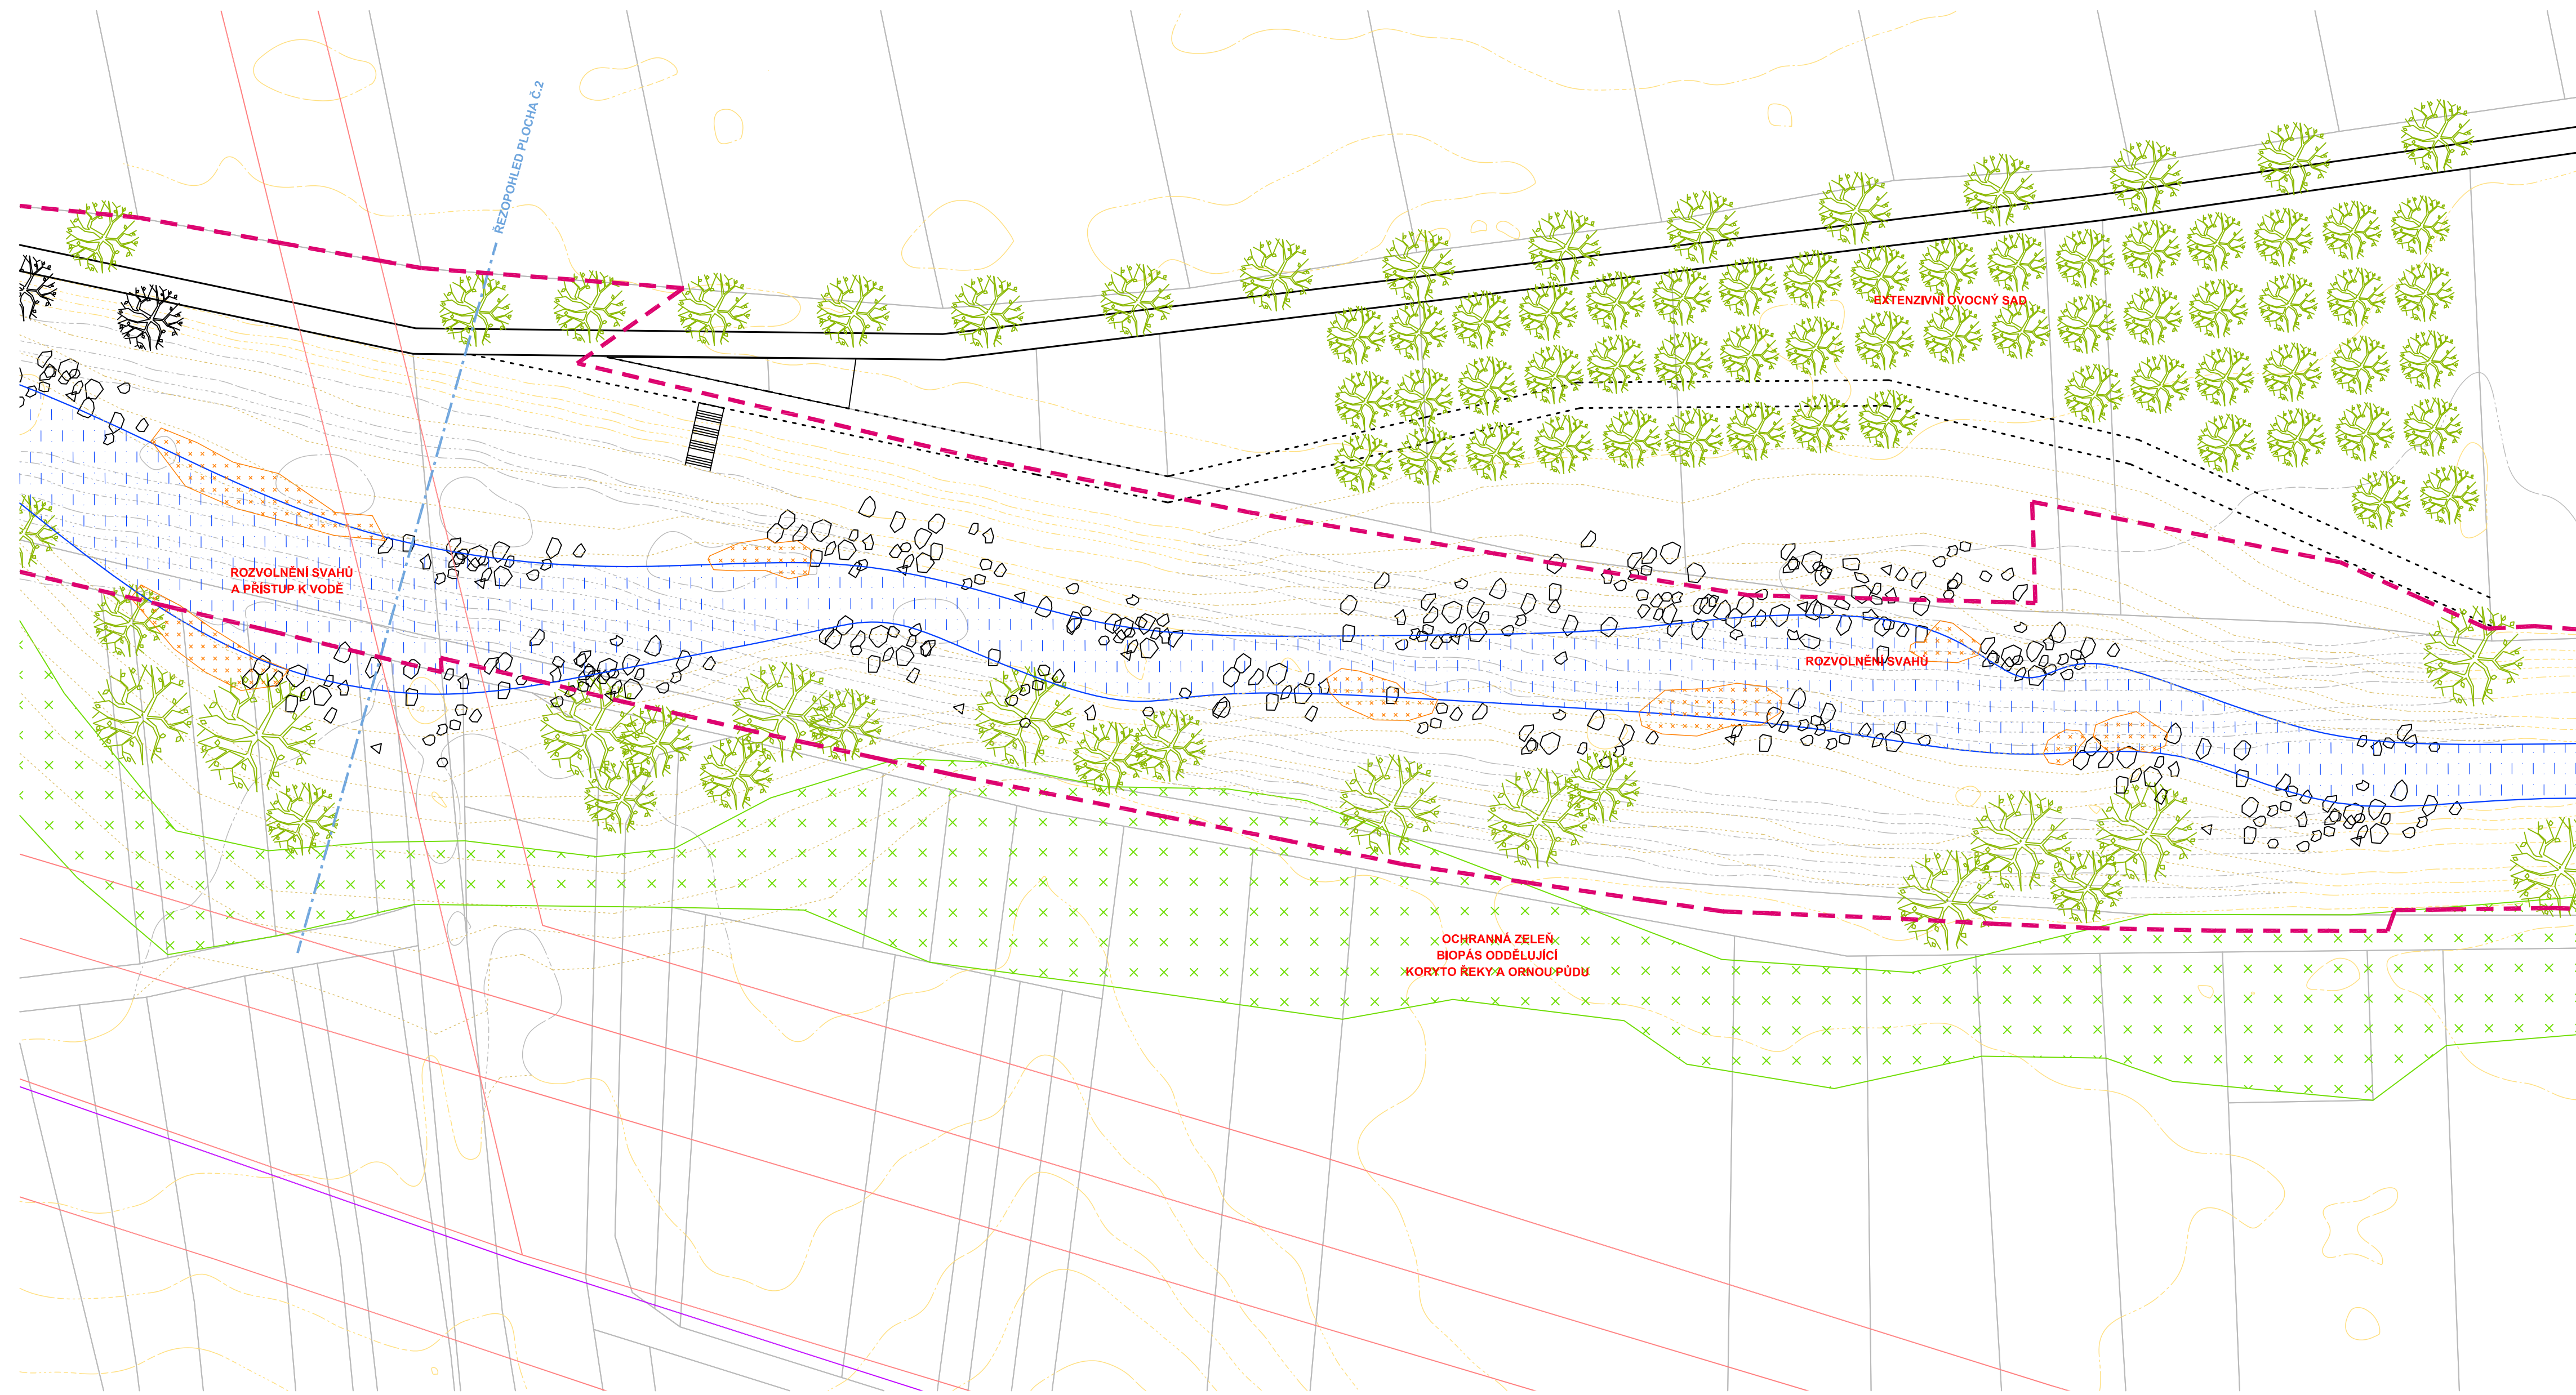 ŘEZOPOHLED PLOCHA Č.2
EXTENZIVNÍ OVOCNÝ SAD
ROZVOLNĚNÍ SVAHŮ
A PŘÍSTUP K VODĚ
ROZVOLNĚNÍ SVAHŮ
OCHRANNÁ ZELEŇ
BIOPÁS ODDĚLUJÍCÍ
KORYTO ŘEKY A ORNOU PŮDU